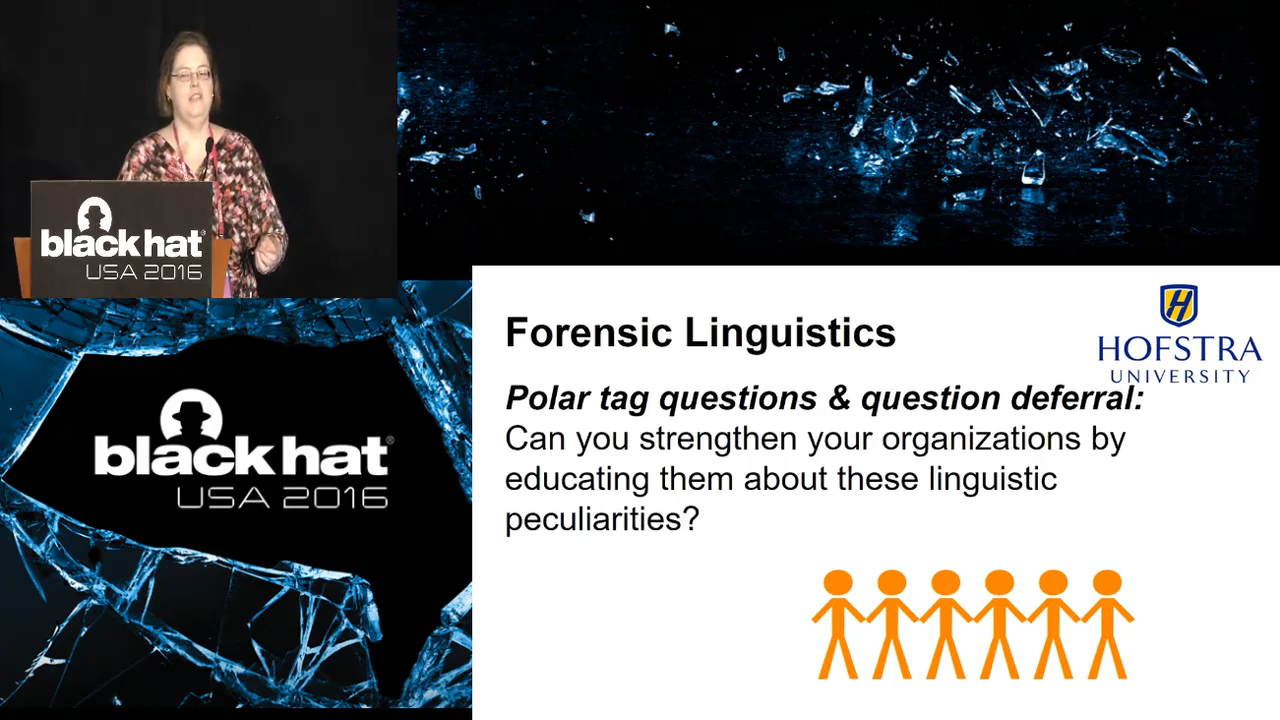 black hat®
USA 2016
black hat®
USA 2016
H
HOFSTRA
UNIVERSITY
Forensic Linguistics
Polar tag questions & question deferral:
Can you strengthen your organizations by
educating them about these linguistic
peculiarities?